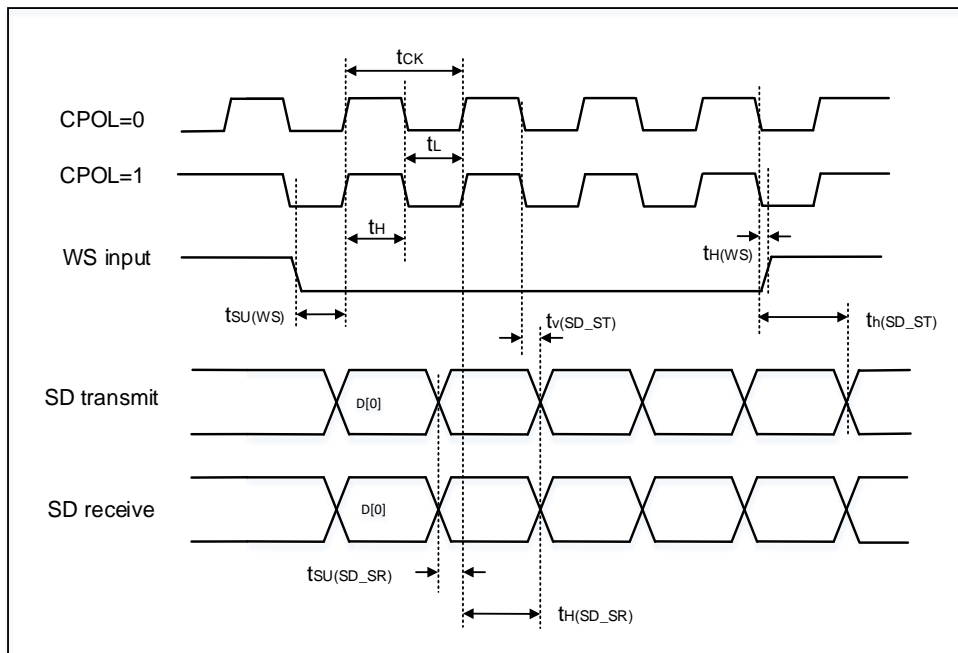 tCK
CPOL=0
tL
CPOL=1
tH
tH(WS)
WS input
tSU(WS)
tv(SD_ST)
th(SD_ST)
SD transmit
D[0]
SD receive
D[0]
tSU(SD_SR)
tH(SD_SR)